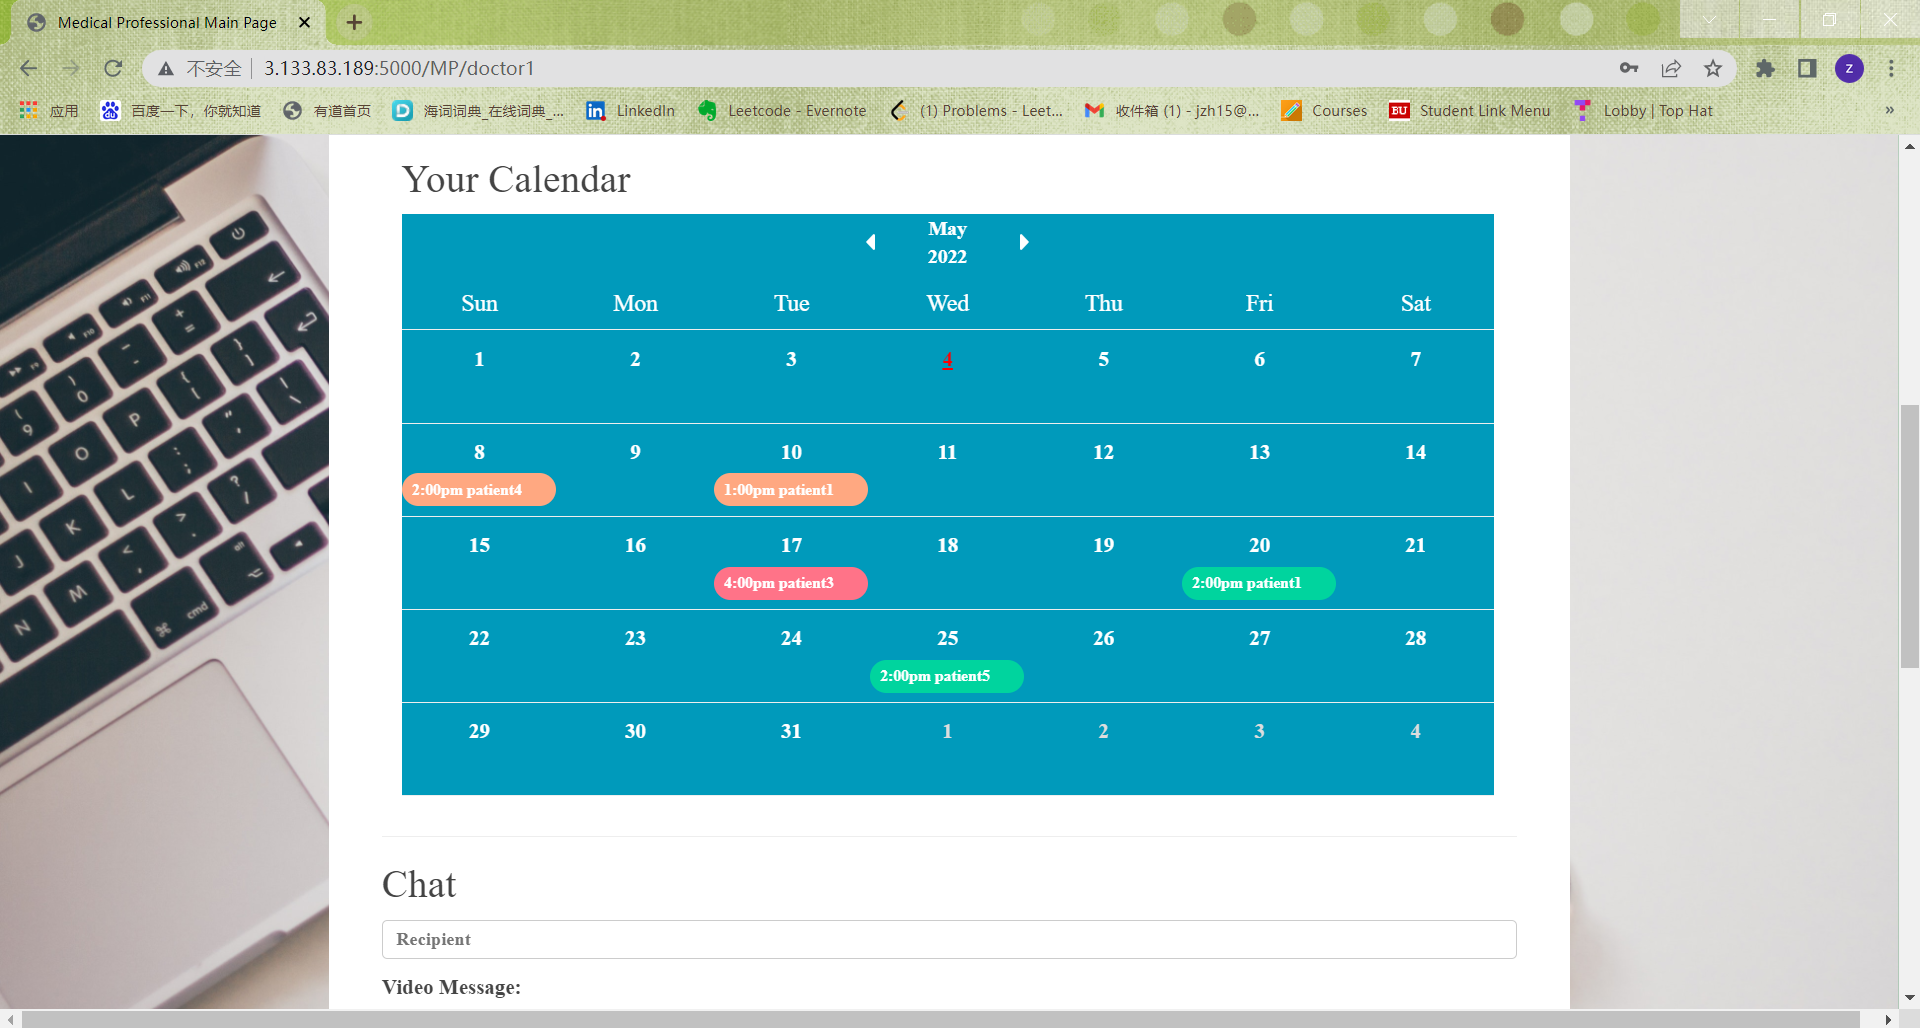 Medical Professional Main Page
不安全 3.133.83.189:5000/MP/doctor1
z
应用 百度一下，你就知道 有道首页 海词词典_在线词典_... LinkedIn Leetcode - Evernote (1) Problems - Leet... 收件箱 (1) - jzh15@... Courses BU Student Link Menu Lobby | Top Hat »
Your Calendar
May
2022
Sun Mon Tue Wed Thu Fri Sat
1 2 3 4 5 6 7
8 9 10 11 12 13 14
2:00pm patient4 1:00pm patient1
15 16 17 18 19 20 21
4:00pm patient3 2:00pm patient1
22 23 24 25 26 27 28
2:00pm patient5
29 30 31 1 2 3 4
Chat
Recipient
Video Message: